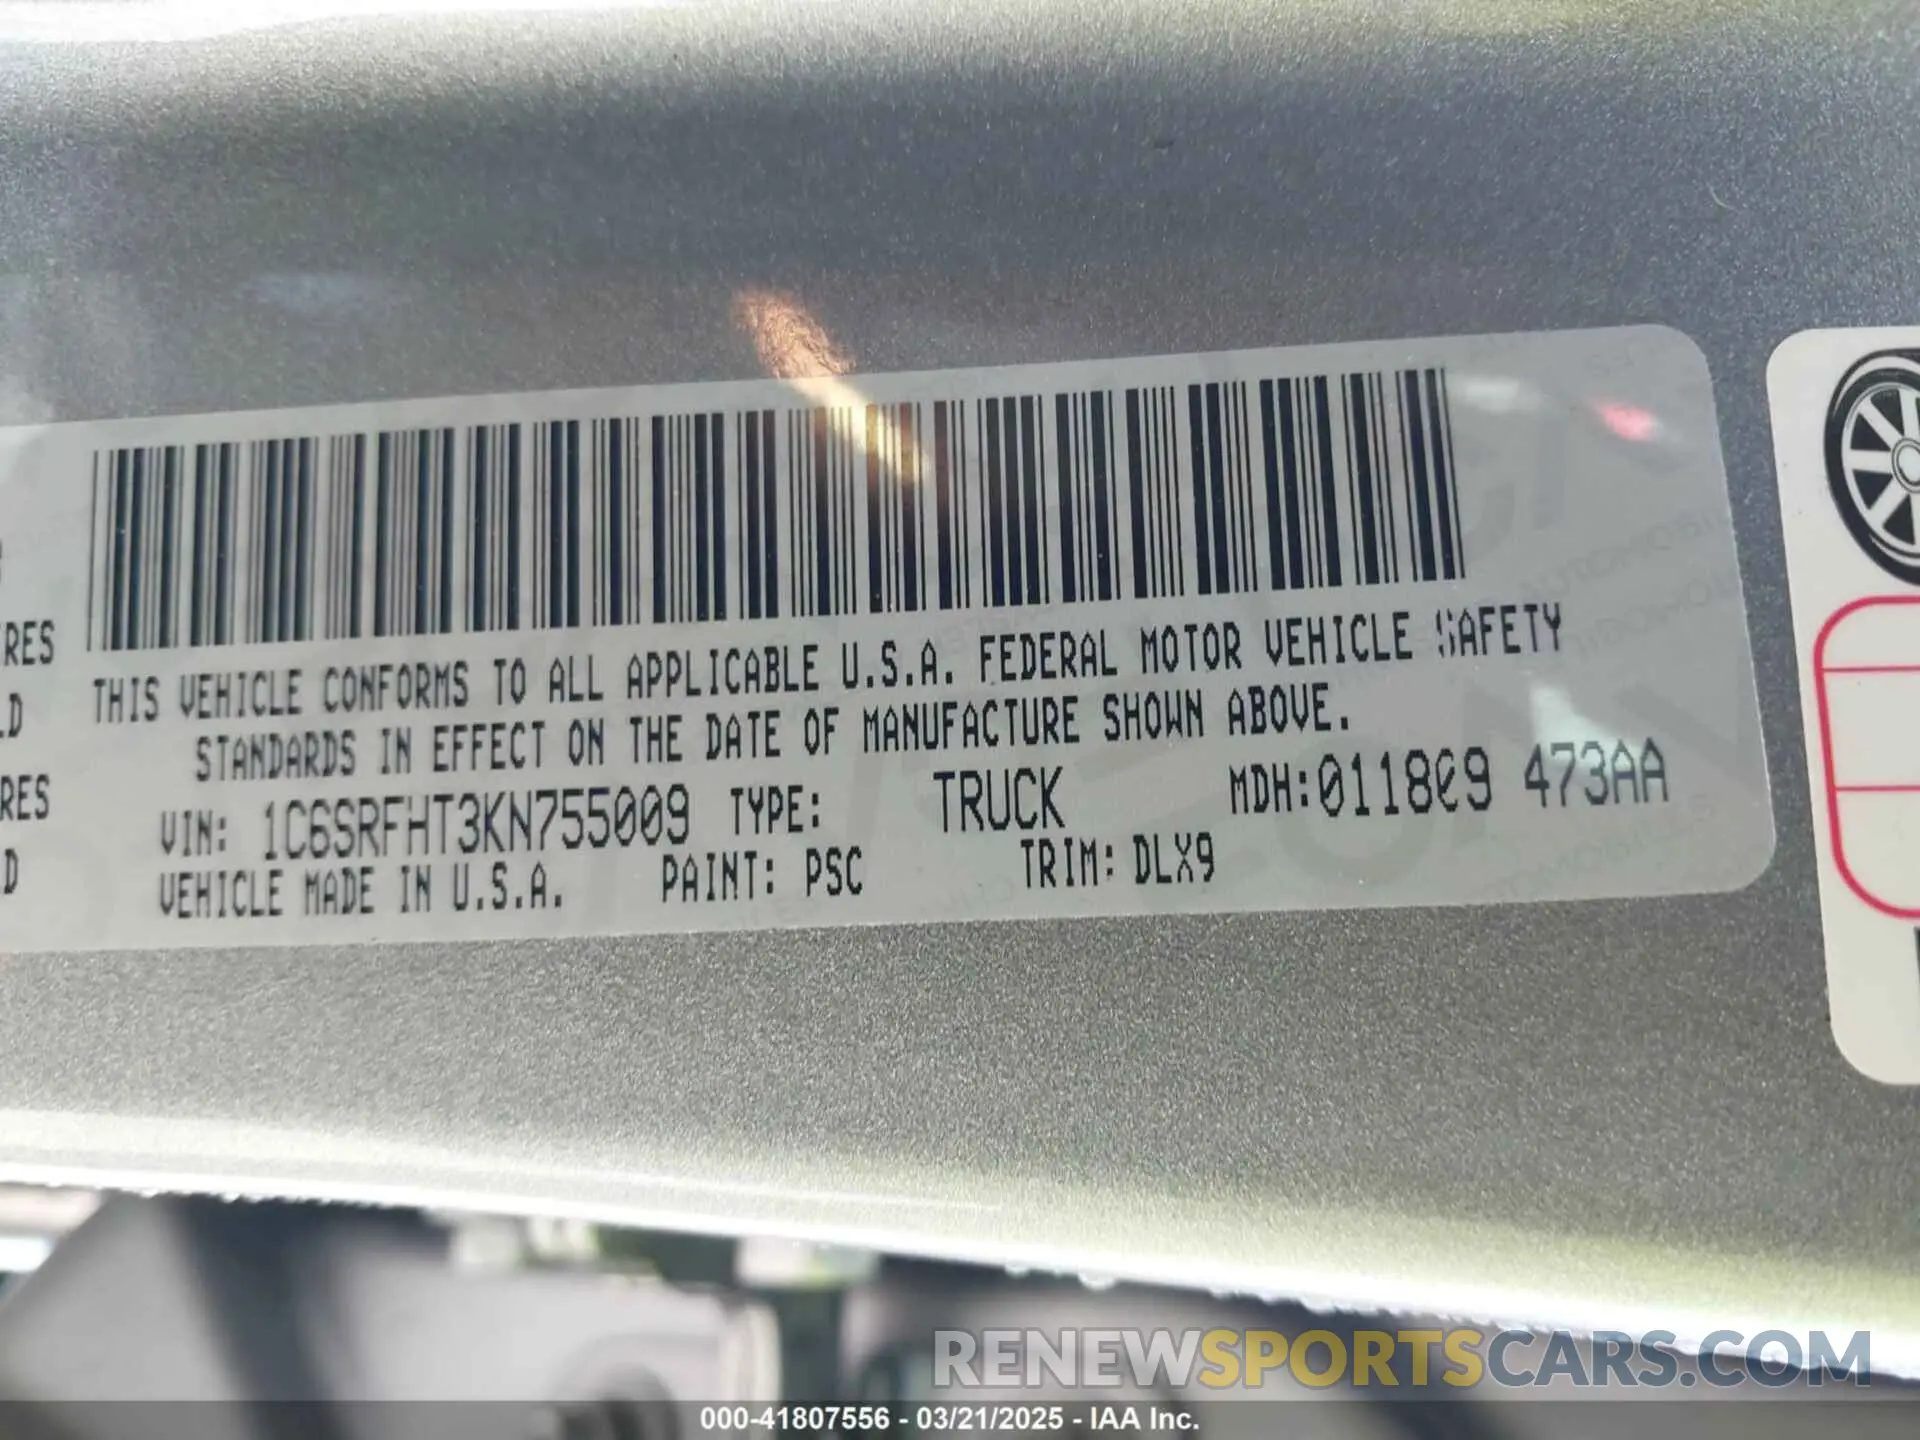 RES
LD
RES
D
THIS VEHICLE CONFORMS TO ALL APPLICABLE U.S.A. FEDERAL MOTOR VEHICLE SAFETY
STANDARDS IN EFFECT ON THE DATE OF MANUFACTURE SHOWN ABOVE.
VIN: 1C6SRFHT3KN755009 TYPE: TRUCK MDH:011809 473AA
VEHICLE MADE IN U.S.A. PAINT: PSC TRIM: DLX9
RENEWSPORTSCARS.COM
000-41807556 - 03/21/2025 - IAA Inc.